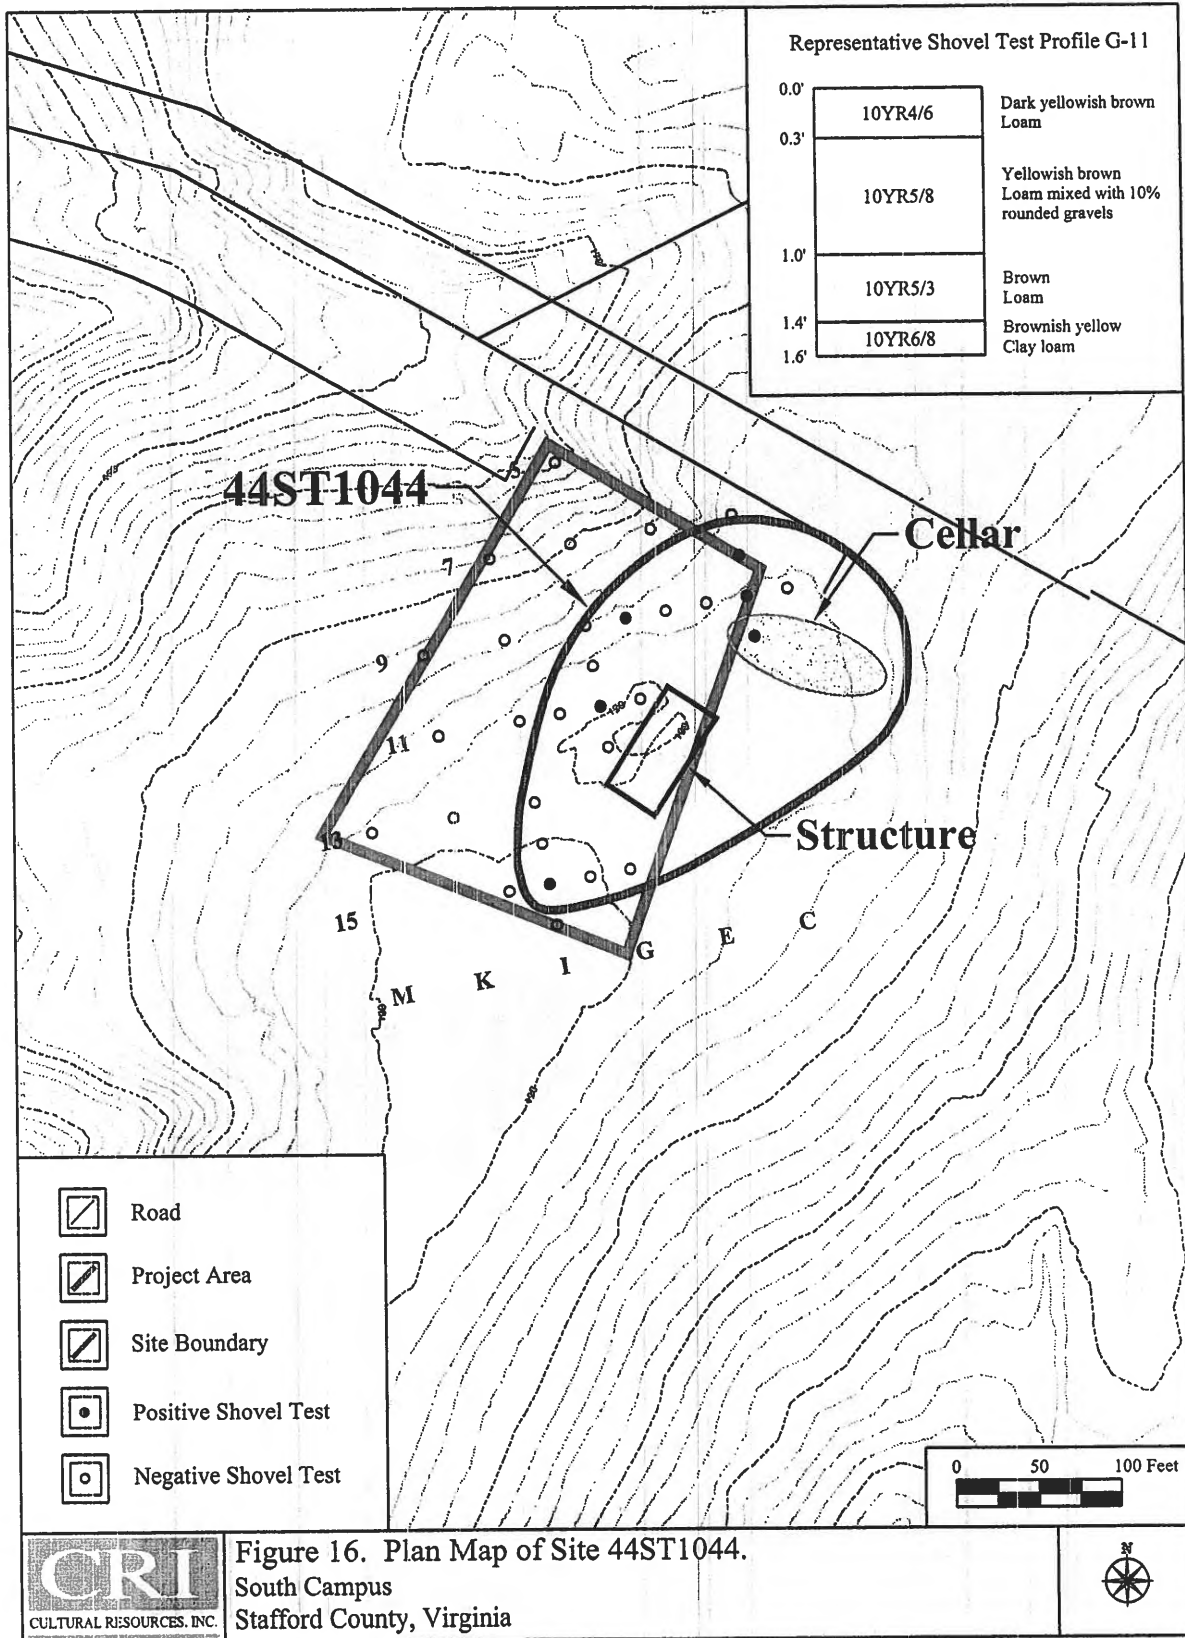 Representative Shovel Test Profile G-11
0.0'
10YR4/6
Dark yellowish brown
Loam
0.3'
10YR5/8
Yellowish brown
Loam mixed with 10%
rounded gravels
1.0'
10YR5/3
Brown
Loam
1.4'
10YR6/8
Brownish yellow
Clay loam
1.6'
44ST1044
Cellar
5
7
9
11
13
15
Structure
M
K
I
G
E
C
190
Road
Project Area
Site Boundary
Positive Shovel Test
Negative Shovel Test
0 50 100 Feet
CRI
CULTURAL RESOURCES, INC.
Figure 16. Plan Map of Site 44ST1044.
South Campus
Stafford County, Virginia
N